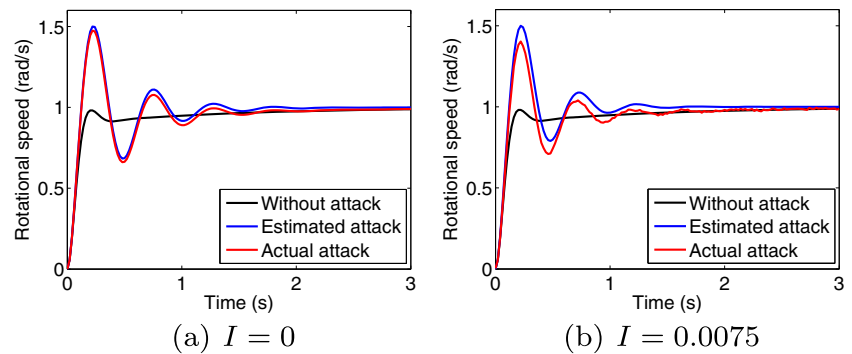 Rotational speed (rad/s)
1.5
1
0.5
0
0
1
2
3
Time (s)
Without attack
Estimated attack
Actual attack
(a) I = 0
Rotational speed (rad/s)
1.5
1
0.5
0
0
1
2
3
Time (s)
Without attack
Estimated attack
Actual attack
(b) I = 0.0075